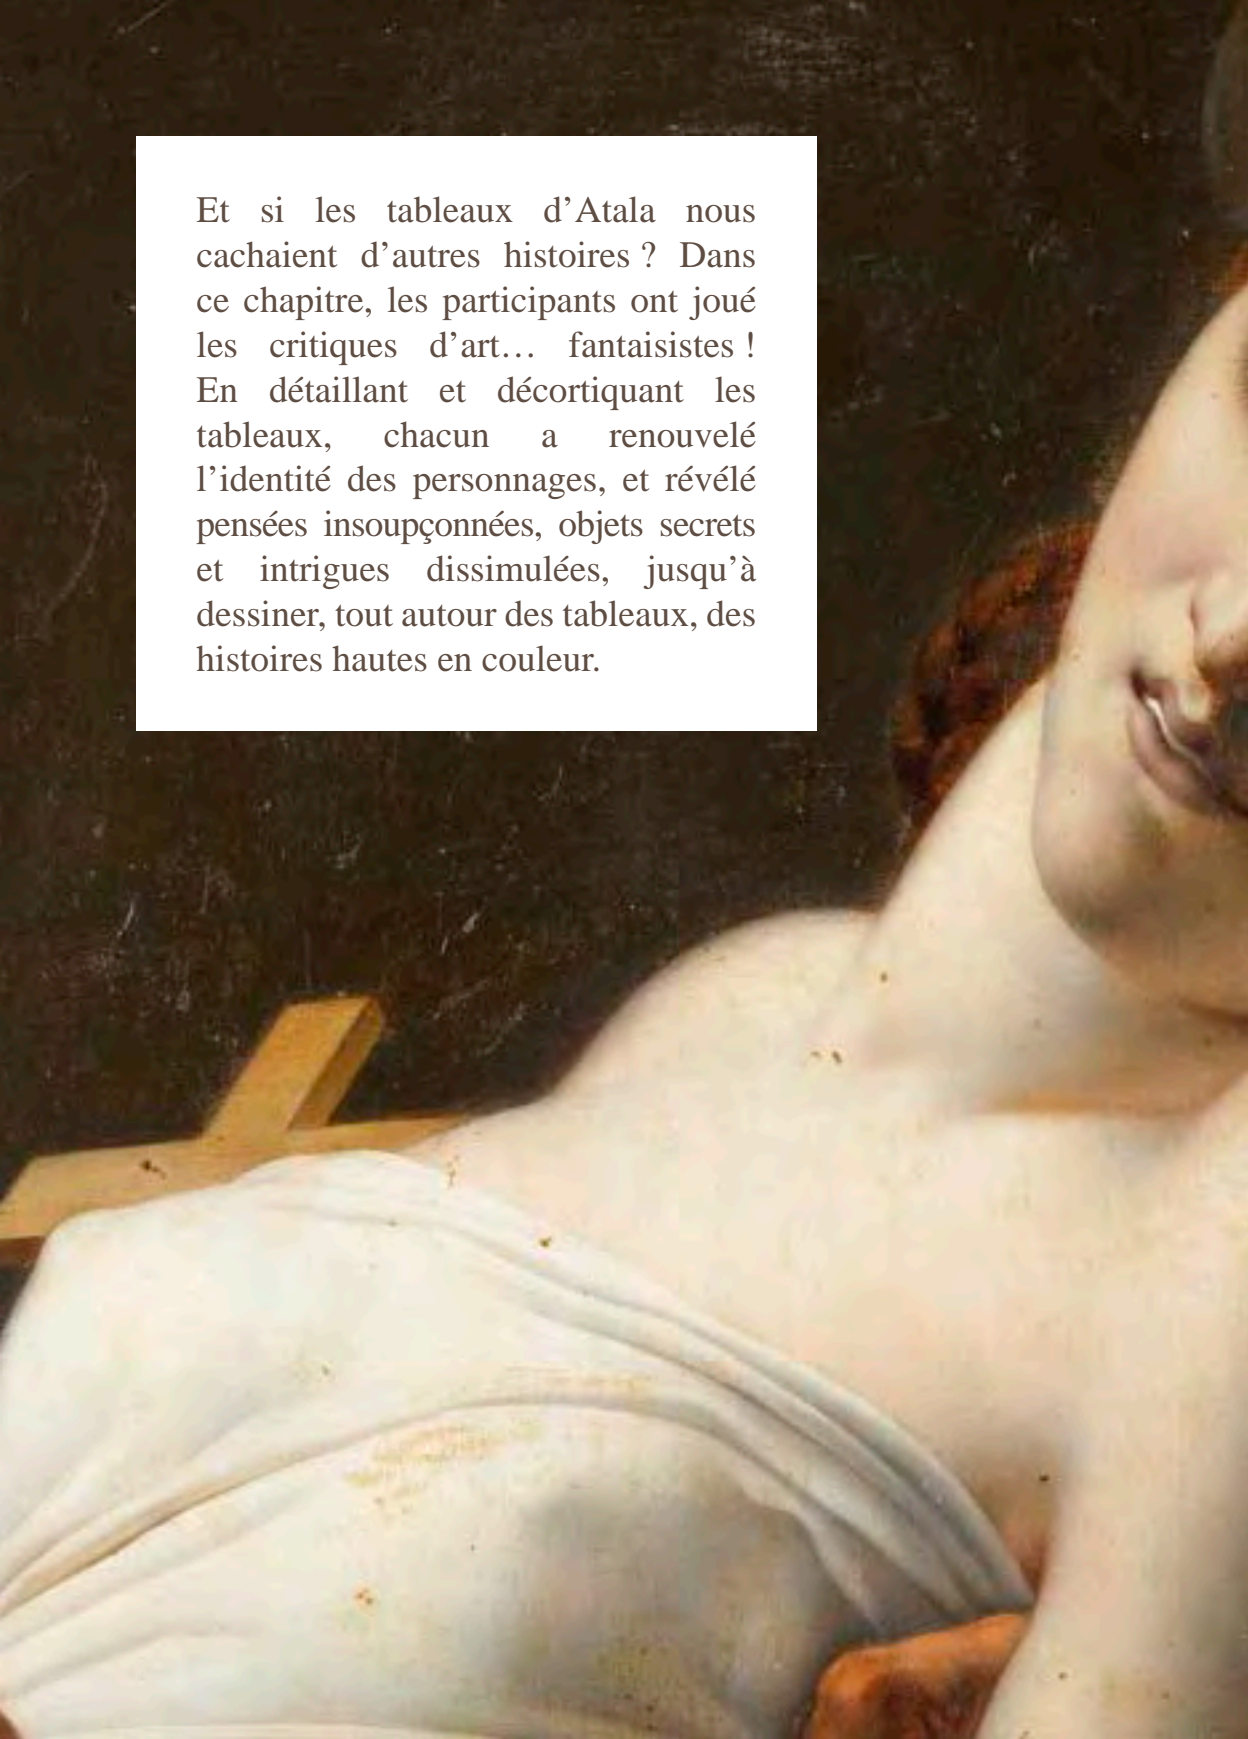 Et si les tableaux d’Atala nous
cachaient d’autres histoires ? Dans
ce chapitre, les participants ont joué
les critiques d’art… fantaisistes !
En détaillant et décortiquant les
tableaux, chacun a renouvelé
l’identité des personnages, et révélé
pensées insoupçonnées, objets secrets
et intrigues dissimulées, jusqu’à
dessiner, tout autour des tableaux, des
histoires hautes en couleur.